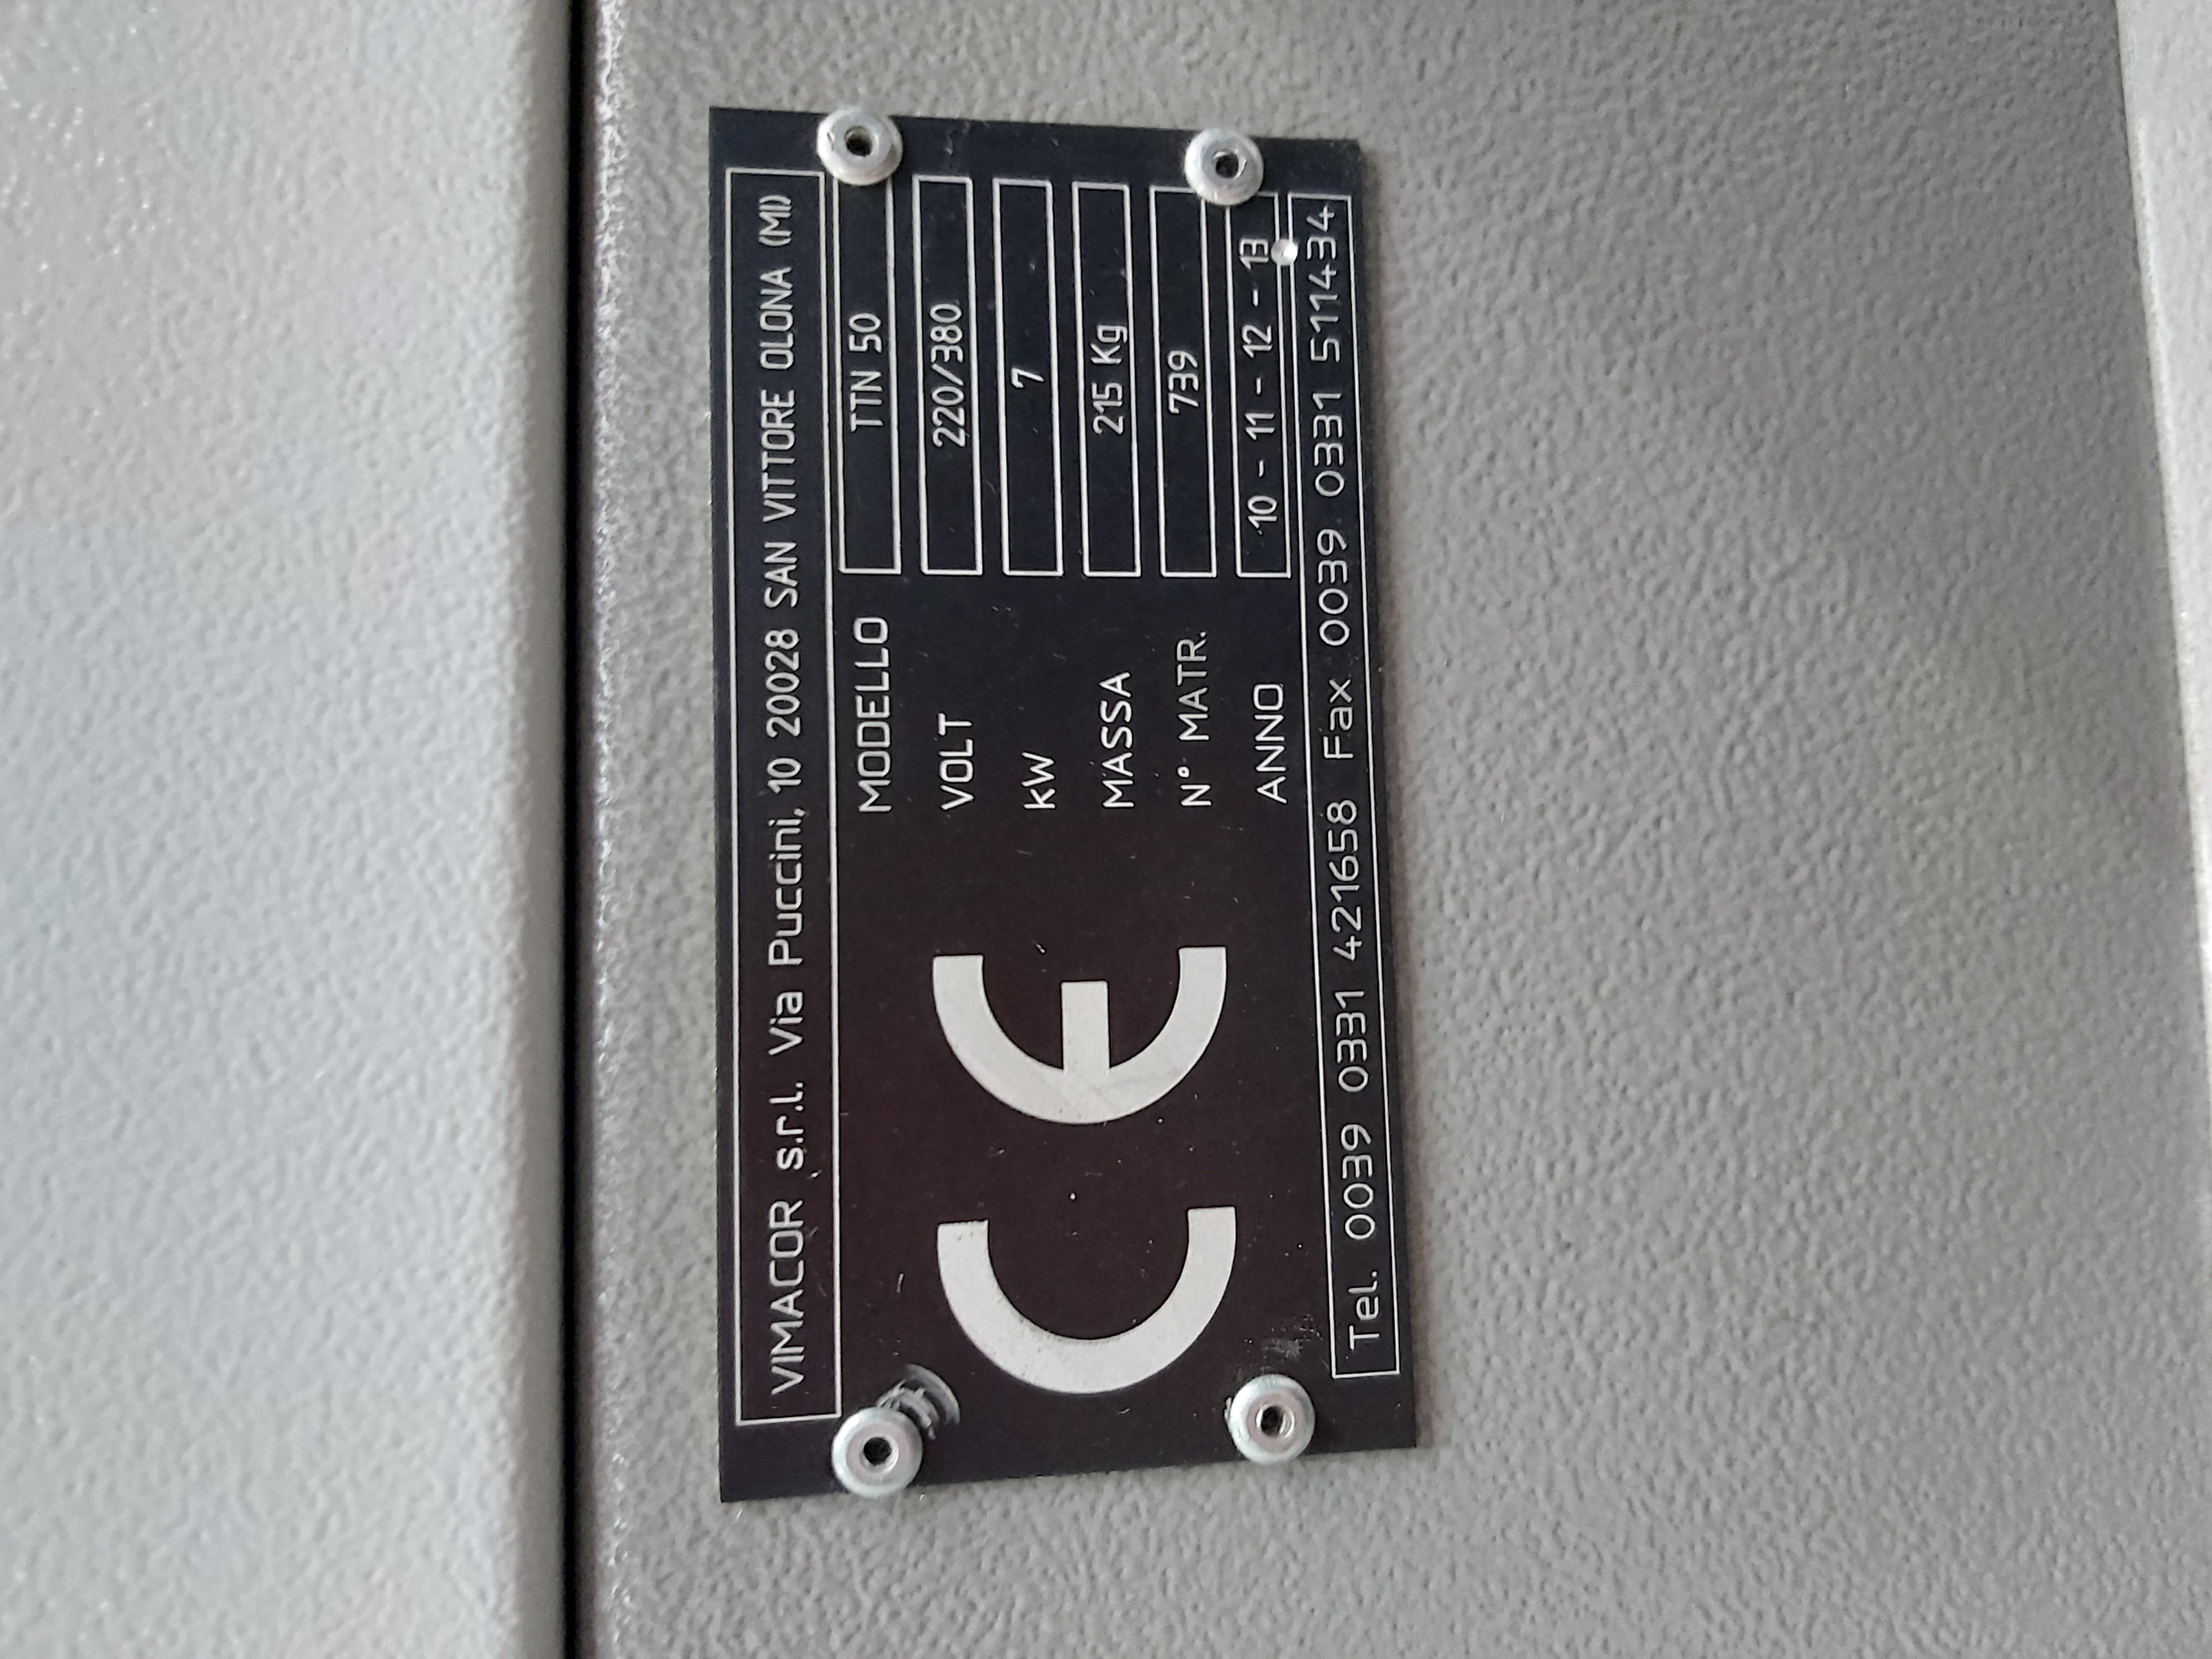 VIMACOR s.r.l. Via Puccini, 10 20028 SAN VITTORE OLONA (MI)
CE
MODELLO TTN 50
VOLT 220/380
kW 7
MASSA 215 Kg
N° MATR. 739
ANNO 10 - 11 - 12 - 13
Tel. 0039 0331 421658 Fax 0039 0331 511434